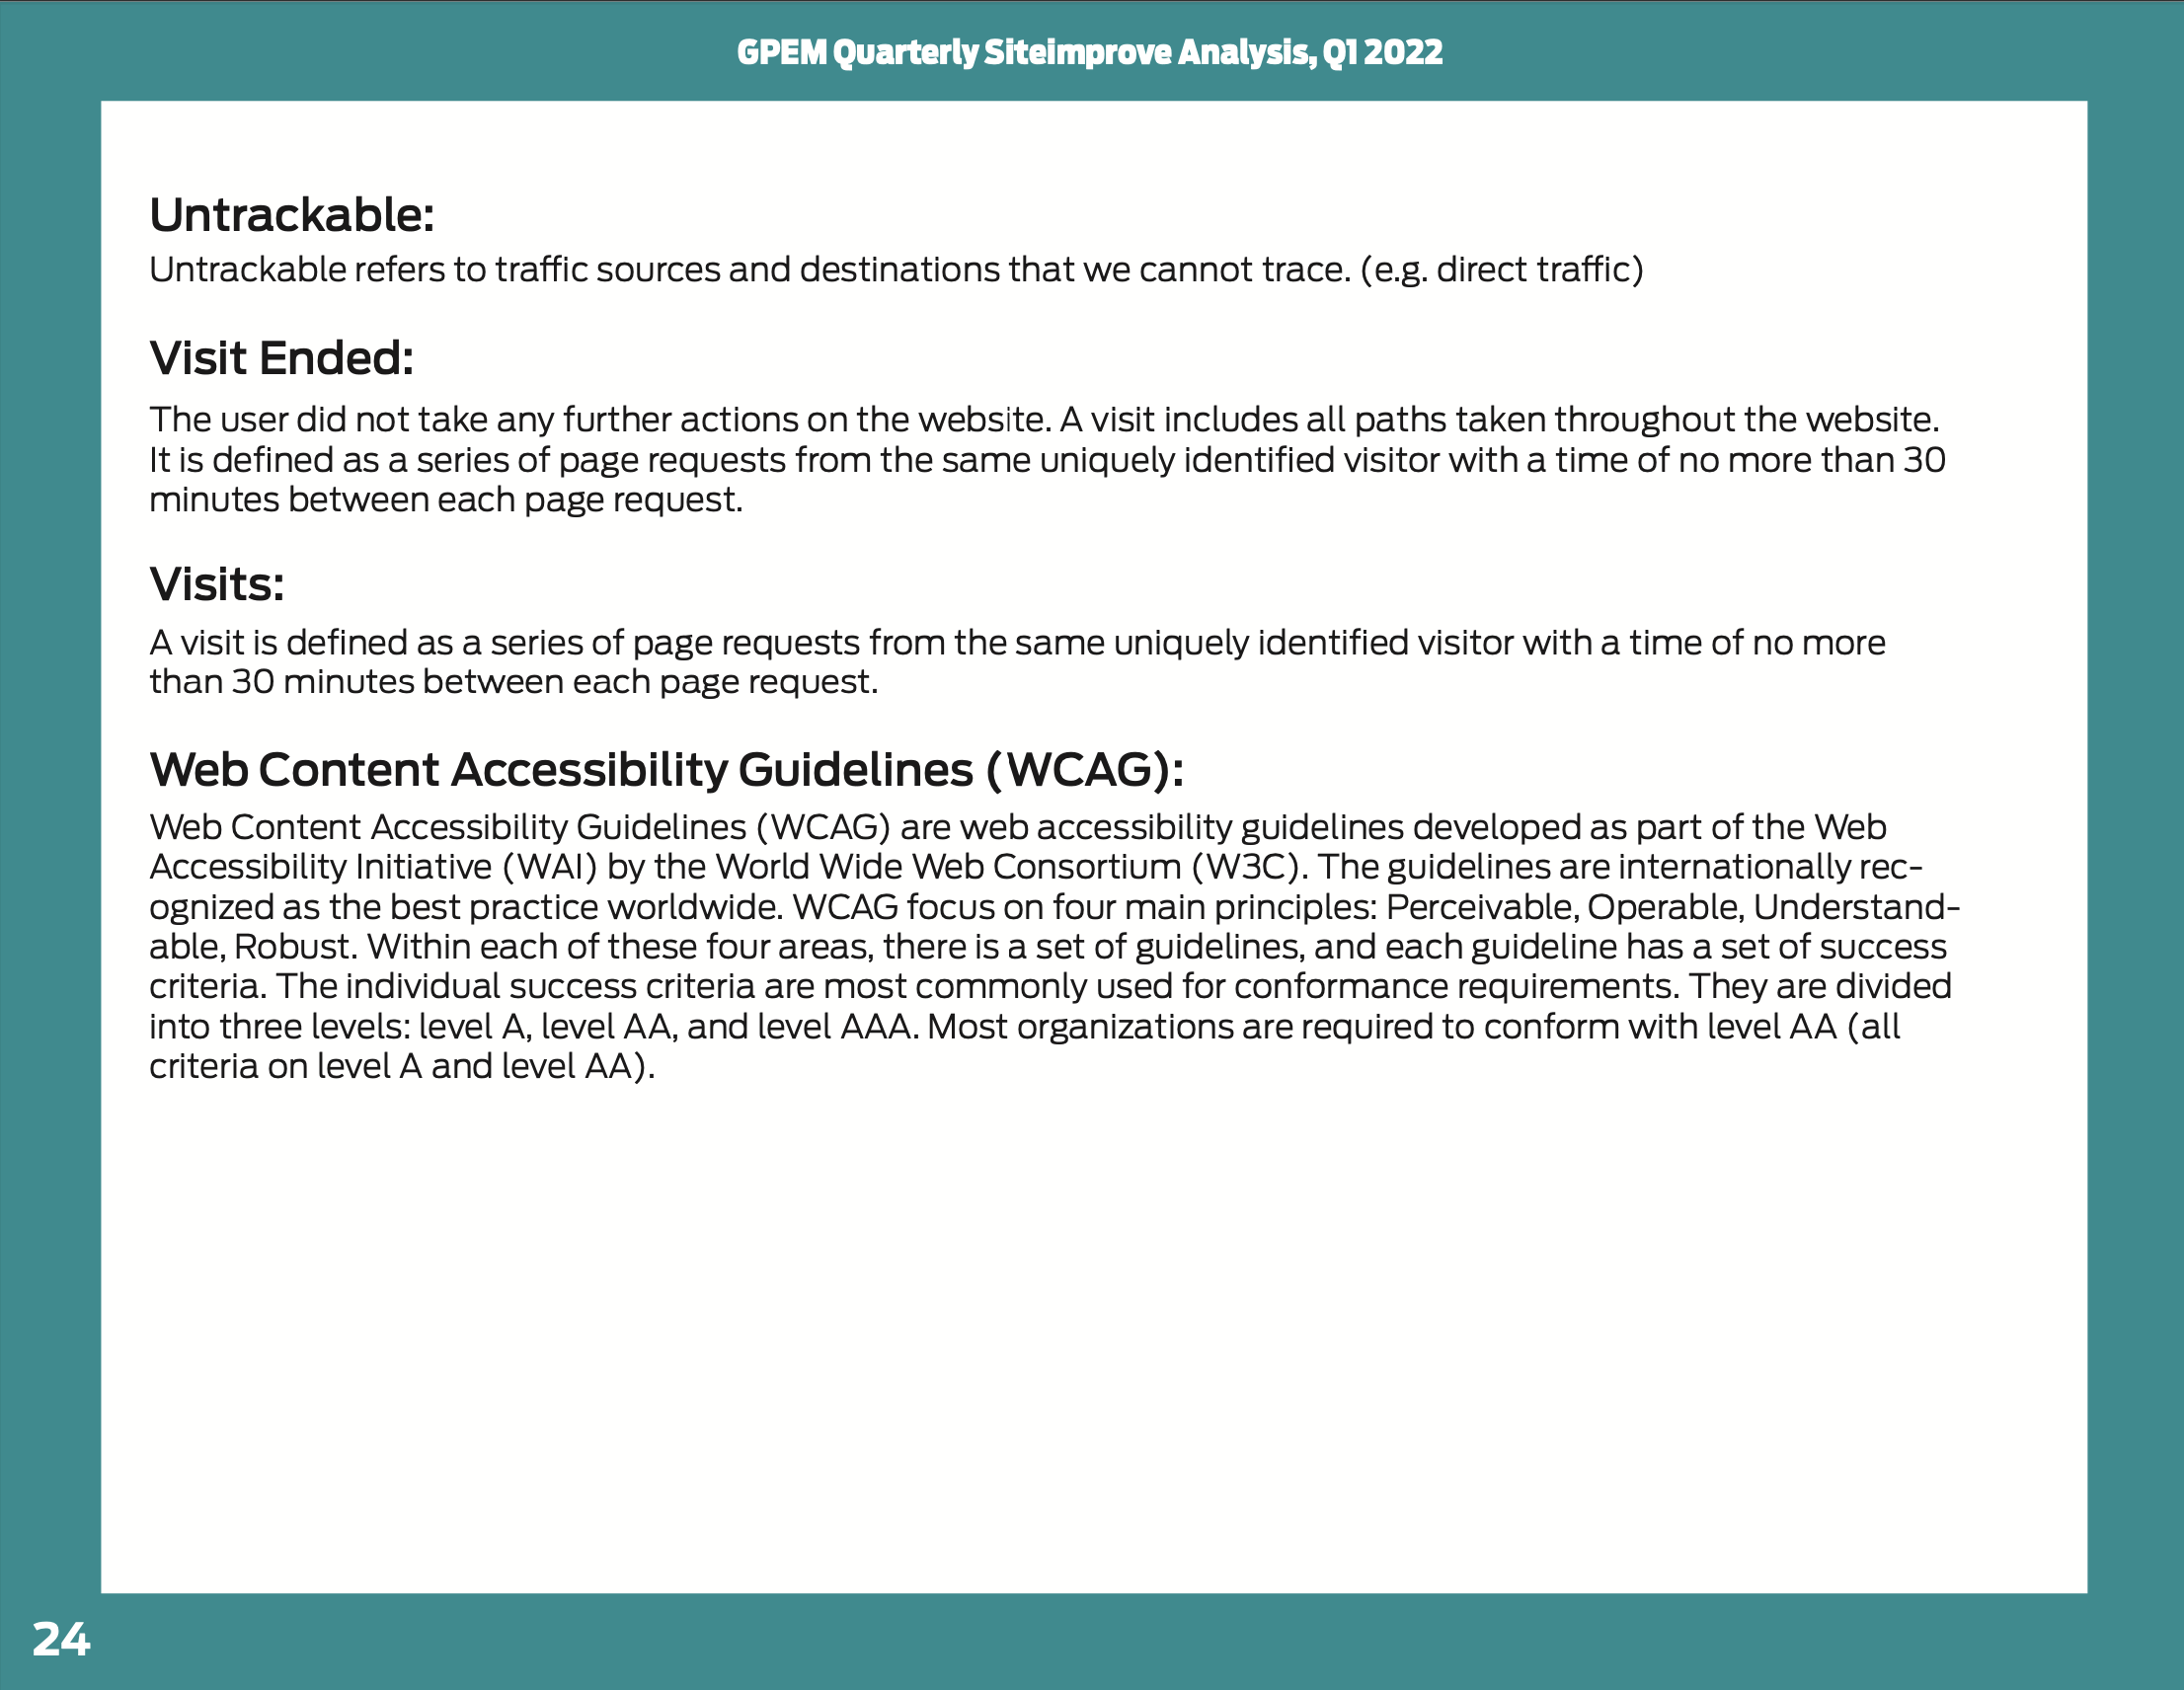 GPEM Quarterly Siteimprove Analysis, Q1 2022
Untrackable:
Untrackable refers to traffic sources and destinations that we cannot trace. (e.g. direct traffic)
Visit Ended:
The user did not take any further actions on the website. A visit includes all paths taken throughout the website.
It is defined as a series of page requests from the same uniquely identified visitor with a time of no more than 30
minutes between each page request.
Visits:
A visit is defined as a series of page requests from the same uniquely identified visitor with a time of no more
than 30 minutes between each page request.
Web Content Accessibility Guidelines (WCAG):
Web Content Accessibility Guidelines (WCAG) are web accessibility guidelines developed as part of the Web
Accessibility Initiative (WAI) by the World Wide Web Consortium (W3C). The guidelines are internationally rec-
ognized as the best practice worldwide. WCAG focus on four main principles: Perceivable, Operable, Understand-
able, Robust. Within each of these four areas, there is a set of guidelines, and each guideline has a set of success
criteria. The individual success criteria are most commonly used for conformance requirements. They are divided
into three levels: level A, level AA, and level AAA. Most organizations are required to conform with level AA (all
criteria on level A and level AA).
24